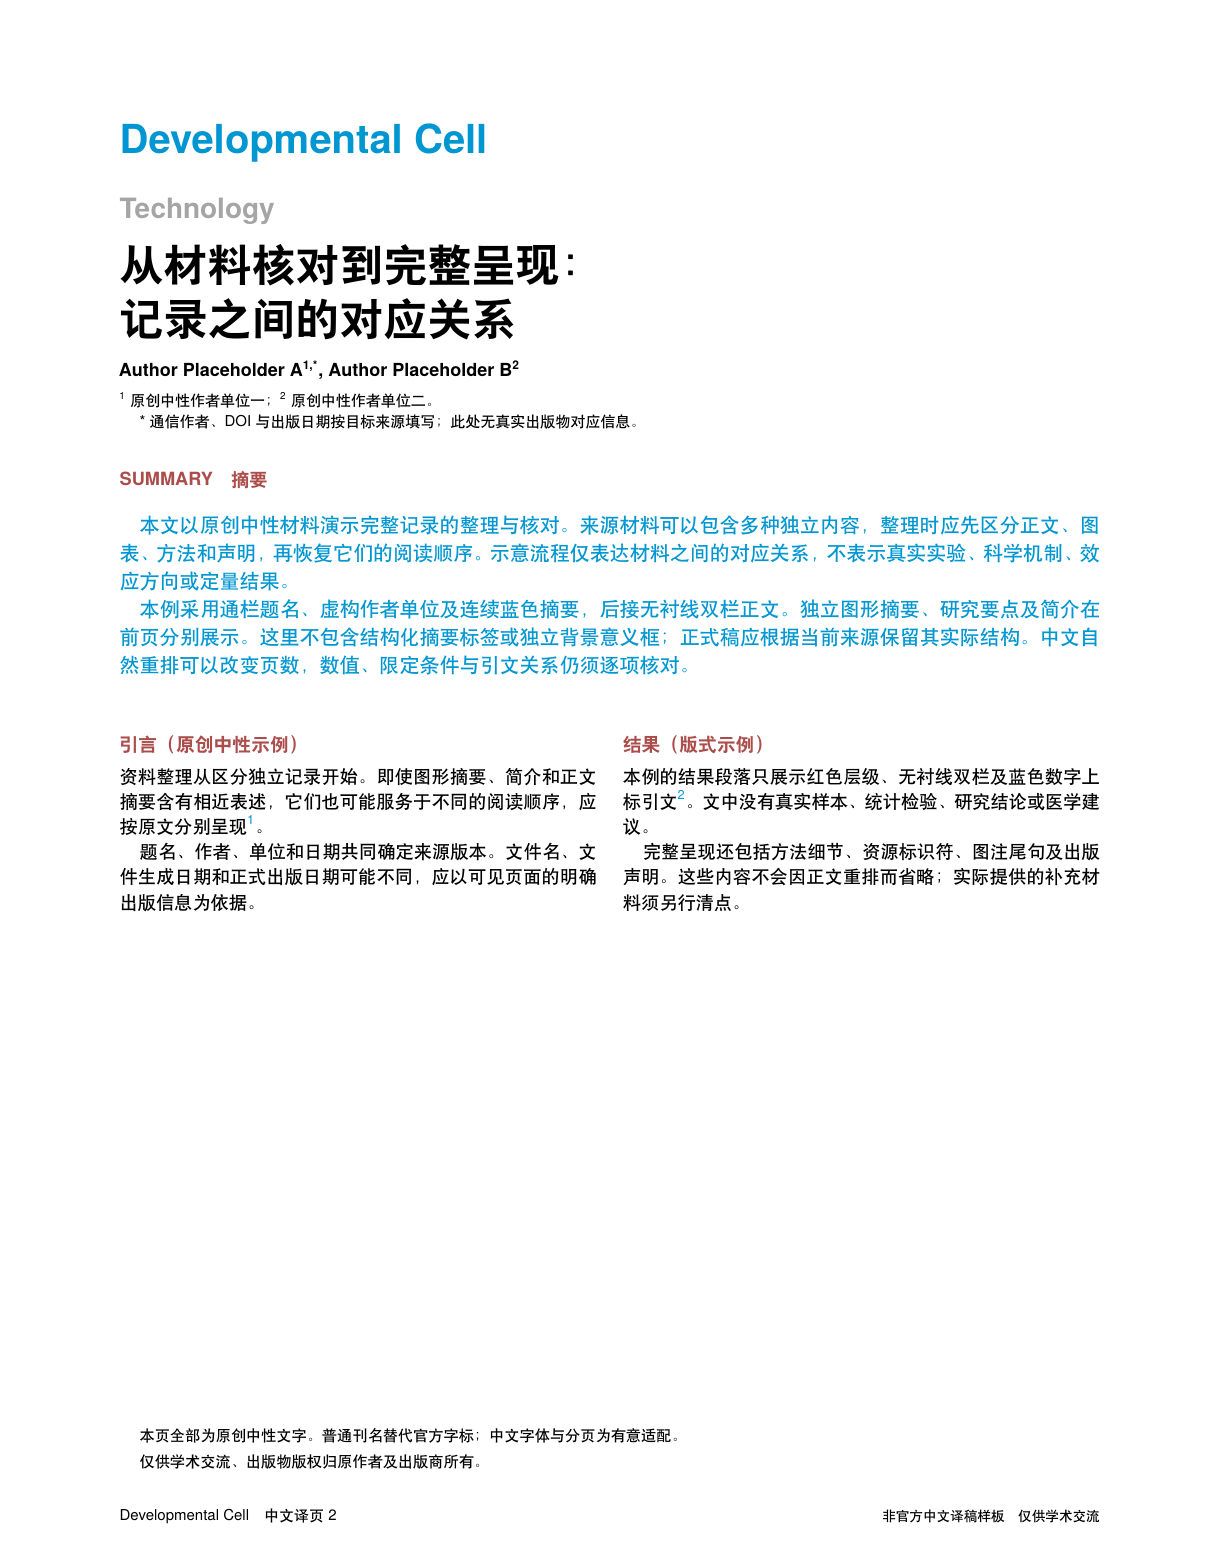 Developmental Cell
Technology
从材料核对到完整呈现：
记录之间的对应关系
Author Placeholder A1,*, Author Placeholder B2
1 原创中性作者单位一；2 原创中性作者单位二。
* 通信作者、DOI 与出版日期按目标来源填写；此处无真实出版物对应信息。
SUMMARY 摘要
本文以原创中性材料演示完整记录的整理与核对。来源材料可以包含多种独立内容，整理时应先区分正文、图
表、方法和声明，再恢复它们的阅读顺序。示意流程仅表达材料之间的对应关系，不表示真实实验、科学机制、效
应方向或定量结果。
本例采用通栏题名、虚构作者单位及连续蓝色摘要，后接无衬线双栏正文。独立图形摘要、研究要点及简介在
前页分别展示。这里不包含结构化摘要标签或独立背景意义框；正式稿应根据当前来源保留其实际结构。中文自
然重排可以改变页数，数值、限定条件与引文关系仍须逐项核对。
引言（原创中性示例）
资料整理从区分独立记录开始。即使图形摘要、简介和正文
摘要含有相近表述，它们也可能服务于不同的阅读顺序，应
按原文分别呈现1。
题名、作者、单位和日期共同确定来源版本。文件名、文
件生成日期和正式出版日期可能不同，应以可见页面的明确
出版信息为依据。
结果（版式示例）
本例的结果段落只展示红色层级、无衬线双栏及蓝色数字上
标引文2。文中没有真实样本、统计检验、研究结论或医学建
议。
完整呈现还包括方法细节、资源标识符、图注尾句及出版
声明。这些内容不会因正文重排而省略；实际提供的补充材
料须另行清点。
本页全部为原创中性文字。普通刊名替代官方字标；中文字体与分页为有意适配。
仅供学术交流、出版物版权归原作者及出版商所有。
Developmental Cell 中文译页 2
非官方中文译稿样板 仅供学术交流